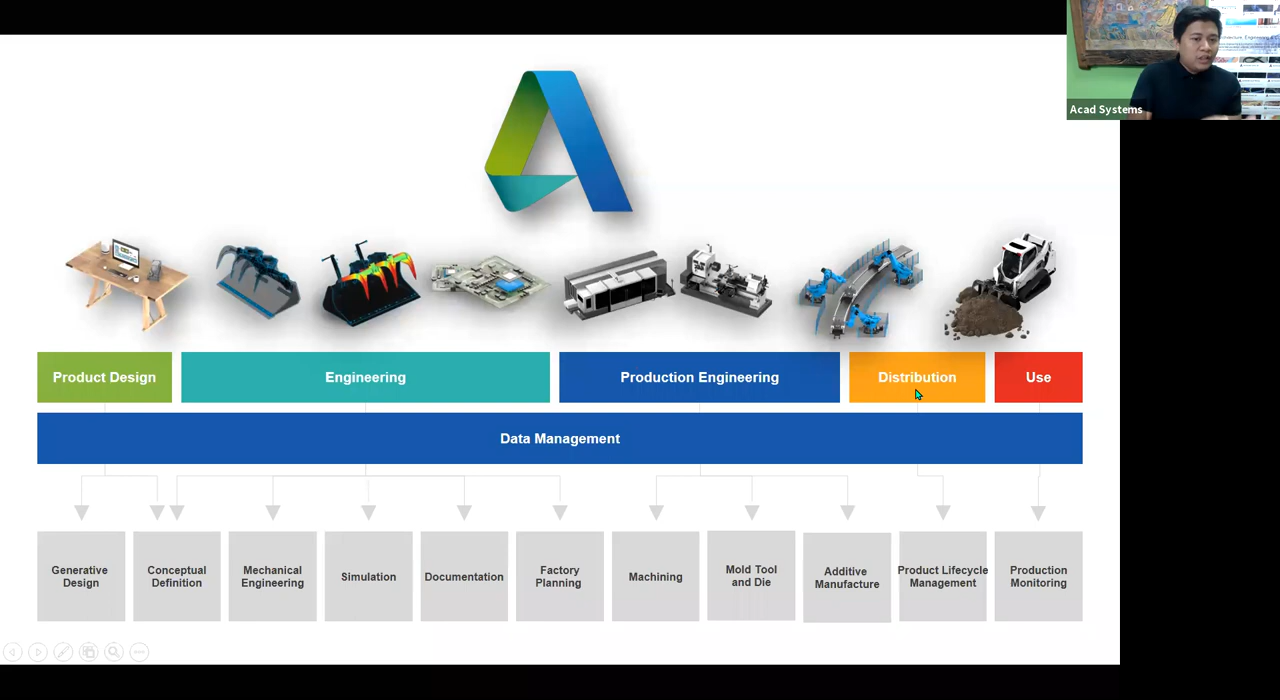 Acad Systems
Product Design
Engineering
Production Engineering
Distribution
Use
Data Management
Generative
Design
Conceptual
Definition
Mechanical
Engineering
Simulation
Documentation
Factory
Planning
Machining
Mold Tool
and Die
Additive
Manufacture
Product Lifecycle
Management
Production
Monitoring